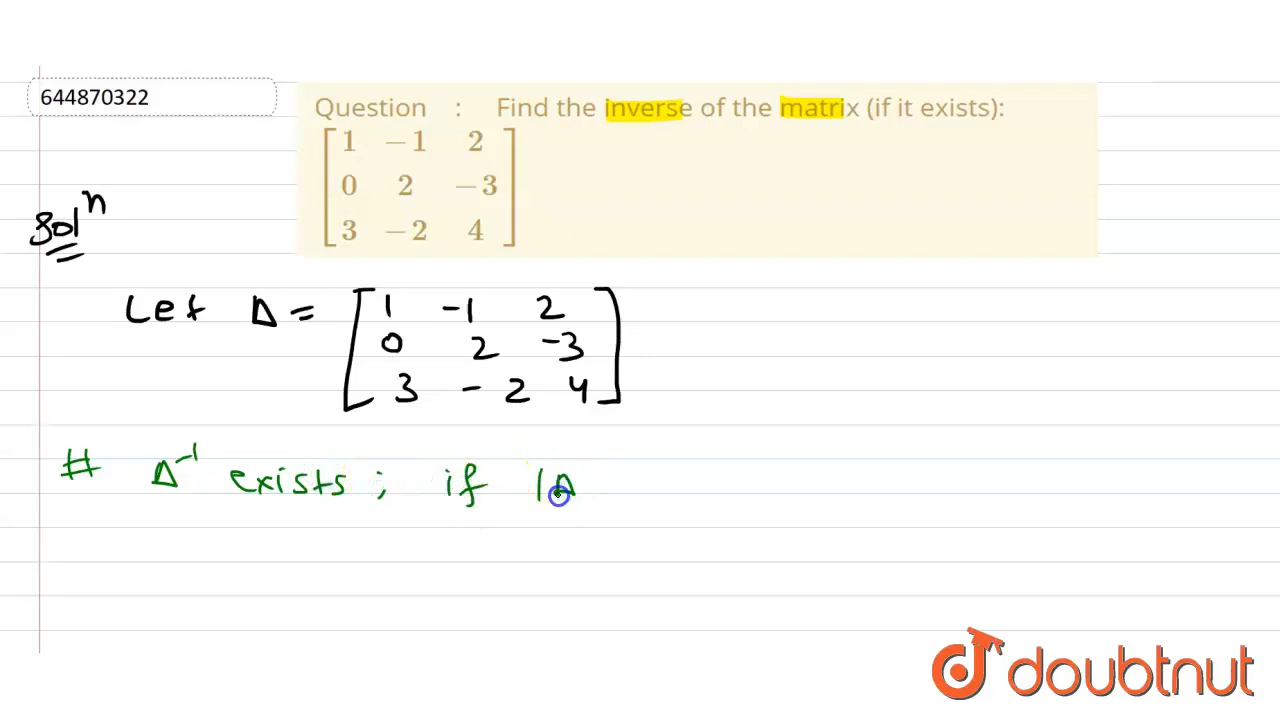 644870322
Question : Find the inverse of the matrix (if it exists):
1 −1 2
0 2 −3
3 −2 4
Solⁿ
Let A = [1 -1 2
0 2 -3
3 -2 4]
# A⁻¹ exists ; if |A
doubtnut